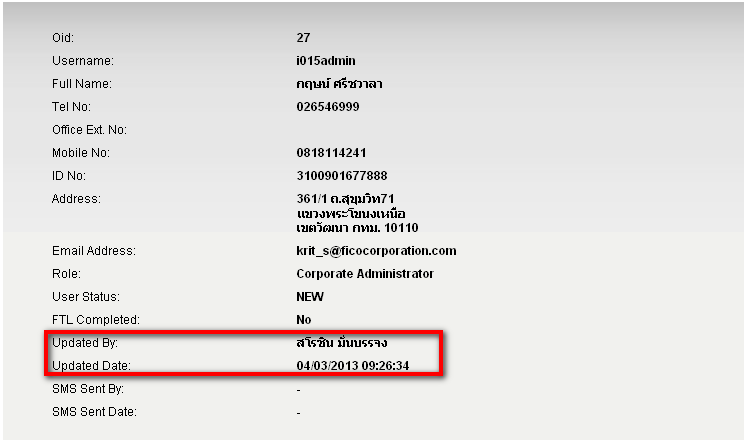 Oid: 27
Username: i015admin
Full Name: กฤษน์ ศรีชวาลา
Tel No: 026546999
Office Ext. No:
Mobile No: 0818114241
ID No: 3100901677888
Address: 361/1 ถ.สุขุมวิท71
แขวงพระโขนงเหนือ
เขตวัฒนา กทม. 10110
Email Address: krit_s@ficocorporation.com
Role: Corporate Administrator
User Status: NEW
FTL Completed: No
Updated By: สโรชิน มั่นบรรจง
Updated Date: 04/03/2013 09:26:34
SMS Sent By: -
SMS Sent Date: -